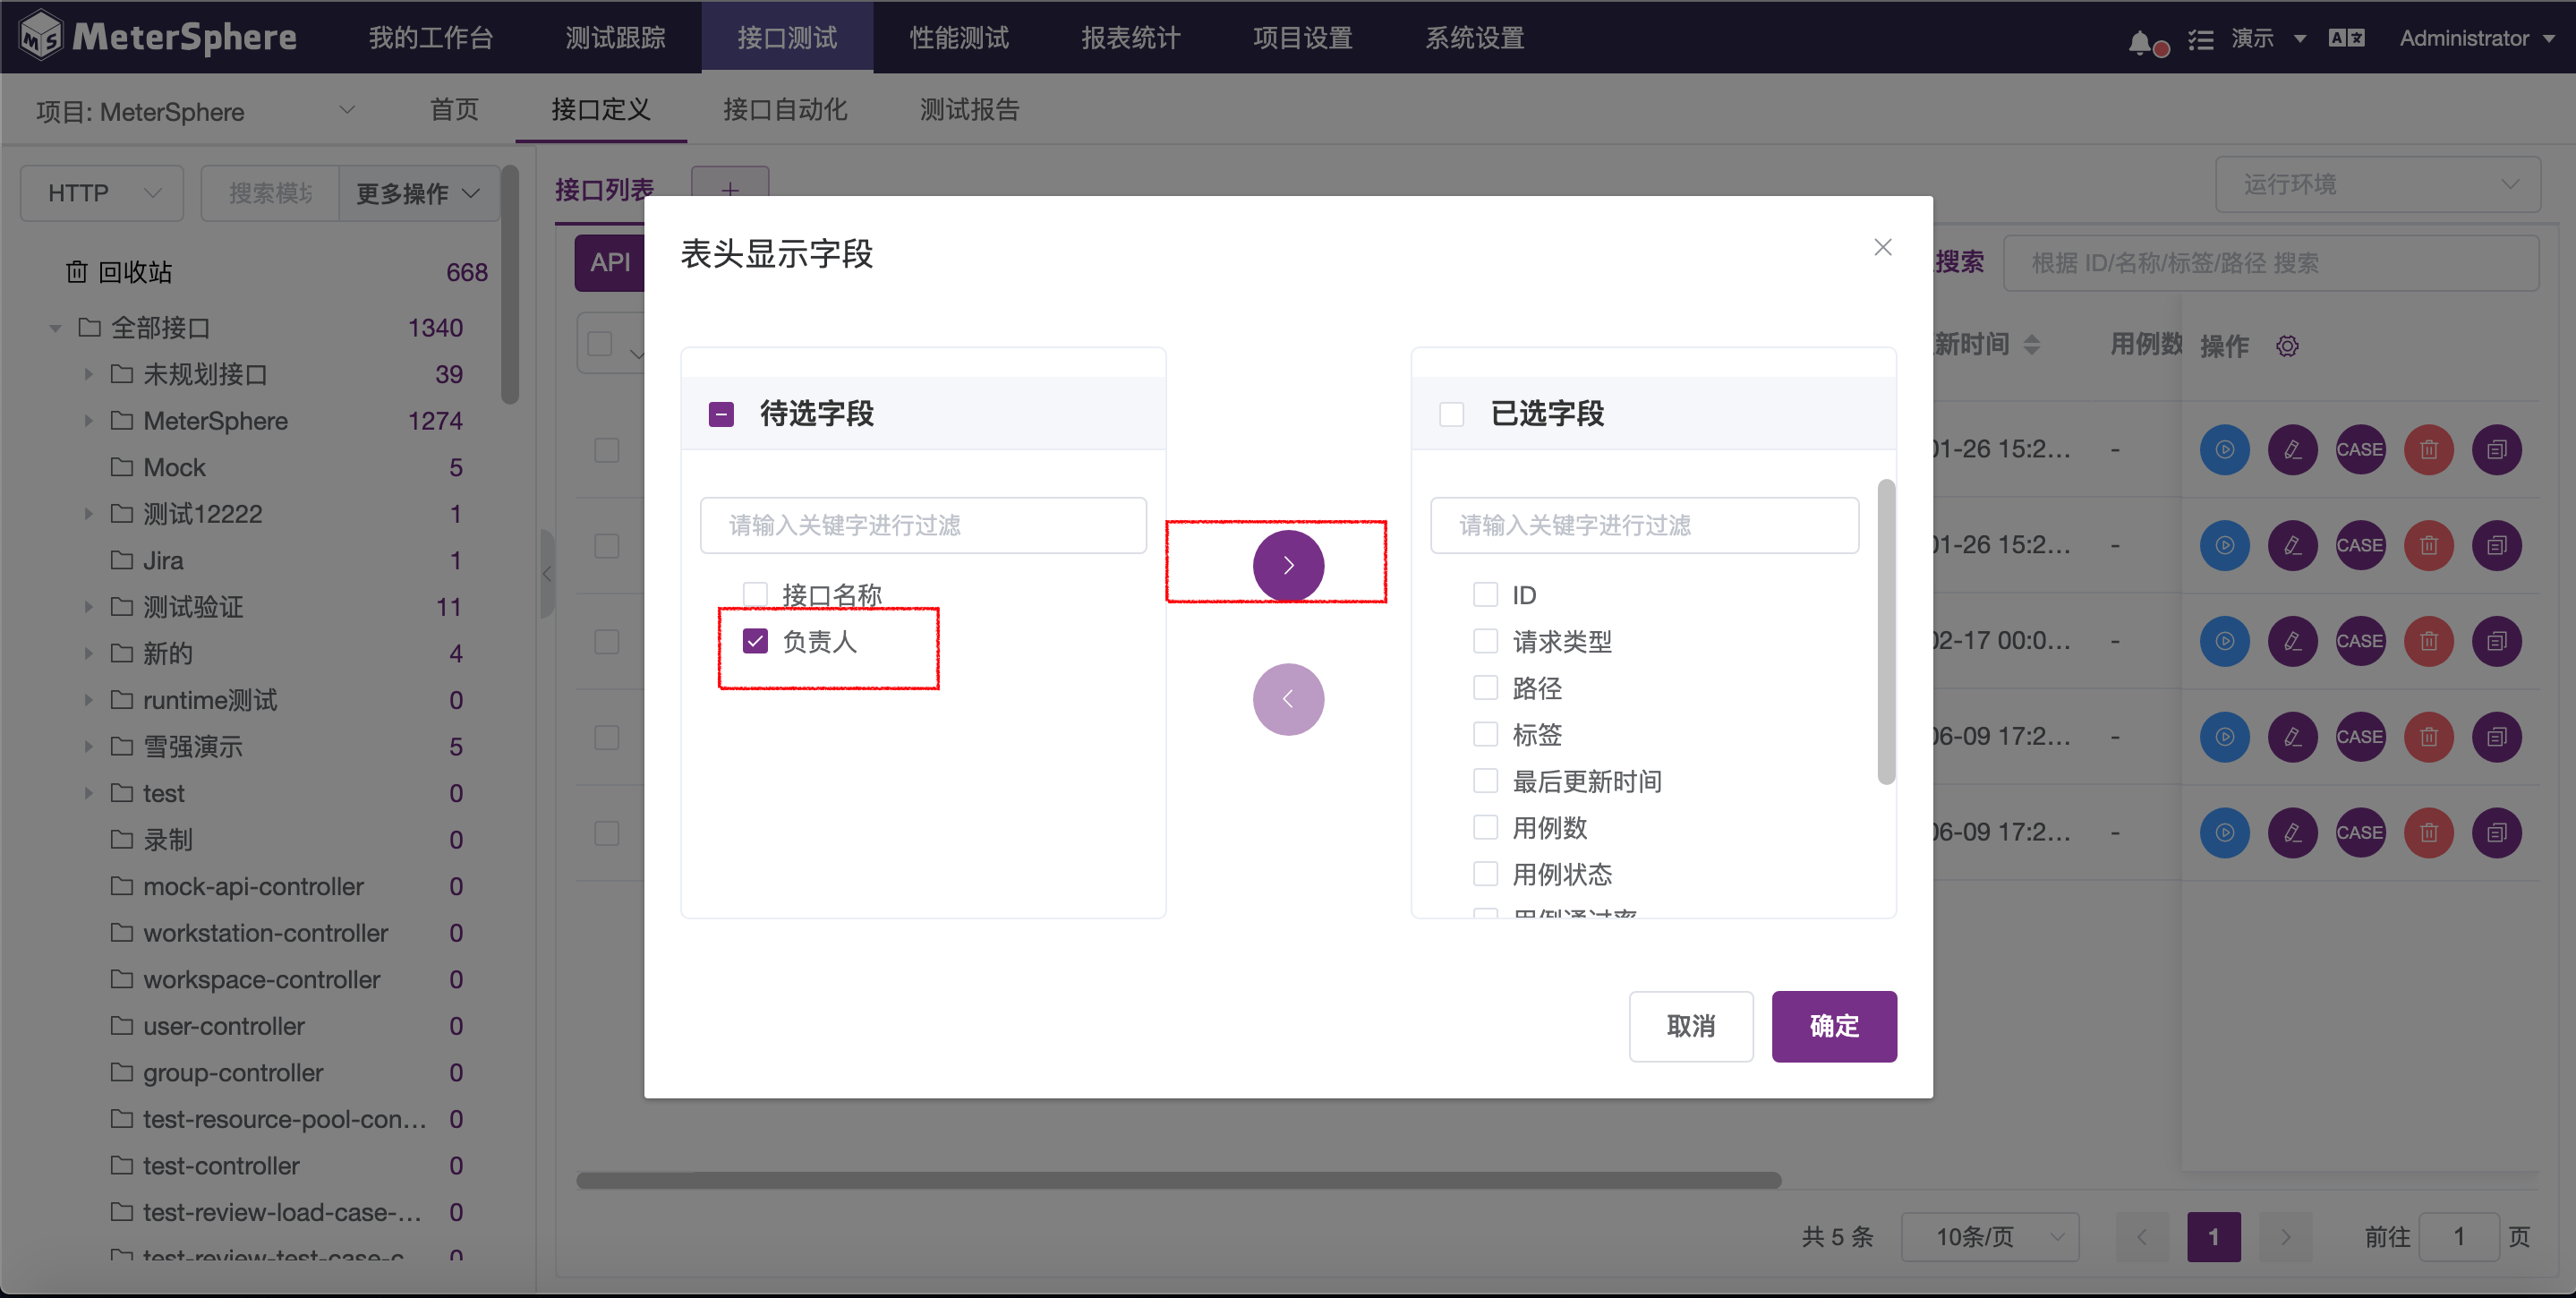 MeterSphere
我的工作台 测试跟踪 接口测试 性能测试 报表统计 项目设置 系统设置 演示 Administrator
项目: MeterSphere 首页 接口定义 接口自动化 测试报告
HTTP 搜索模块 更多操作
回收站 668
全部接口 1340
未规划接口 39
MeterSphere 1274
Mock 5
测试12222 1
Jira 1
测试验证 11
新的 4
runtime测试 0
雪强演示 5
test 0
录制 0
mock-api-controller 0
workstation-controller 0
workspace-controller 0
user-controller 0
group-controller 0
test-resource-pool-con... 0
test-controller 0
test-review-load-case-... 0
test-review-test-case-c 0
接口列表 +
运行环境
API
搜索 根据 ID/名称/标签/路径 搜索
新时间 用例数 操作
01-26 15:2... - CASE
01-26 15:2... - CASE
02-17 00:0... - CASE
06-09 17:2... - CASE
06-09 17:2... - CASE
共 5 条 10条/页 1 前往 1 页
表头显示字段
待选字段
请输入关键字进行过滤
接口名称
负责人
已选字段
请输入关键字进行过滤
ID
请求类型
路径
标签
最后更新时间
用例数
用例状态
用例通过率
取消 确定